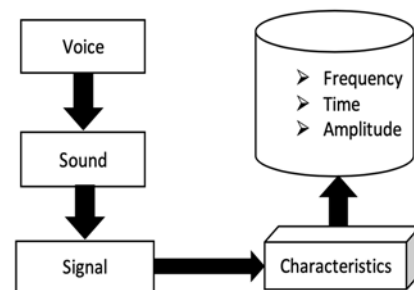 Voice
Sound
Signal
Characteristics
Frequency
Time
Amplitude